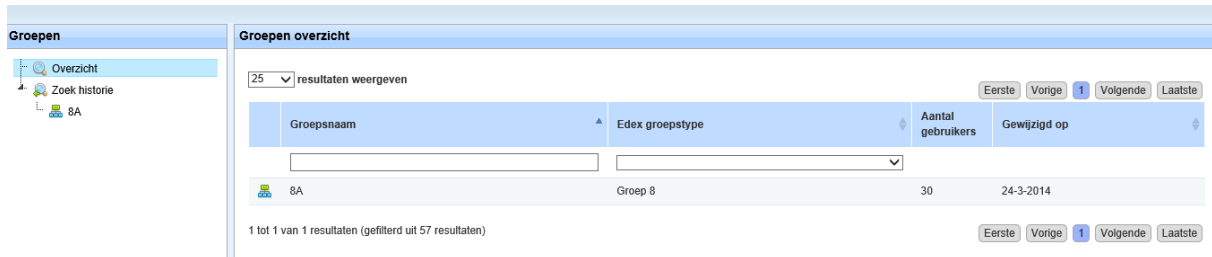 Groepen
Overzicht
Zoek historie
8A
Groepen overzicht
25 resultaten weergeven
Eerste Vorige 1 Volgende Laatste
Groepsnaam Edex groepstype Aantal gebruikers Gewijzigd op
8A Groep 8 30 24-3-2014
1 tot 1 van 1 resultaten (gefilterd uit 57 resultaten)
Eerste Vorige 1 Volgende Laatste